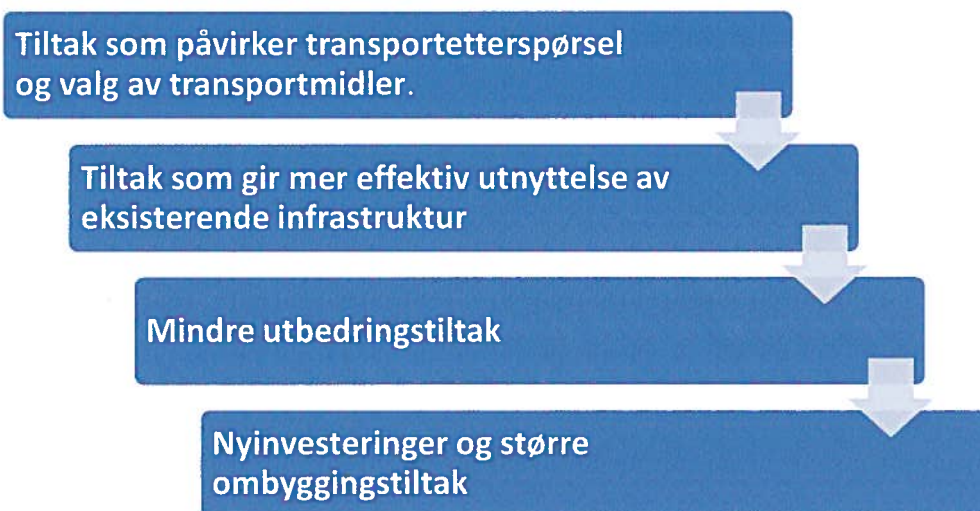 Tiltak som påvirker transportetterspørsel
og valg av transportmidler.
Tiltak som gir mer effektiv utnyttelse av
eksisterende infrastruktur
Mindre utbedringstiltak
Nyinvesteringer og større
ombyggingstiltak